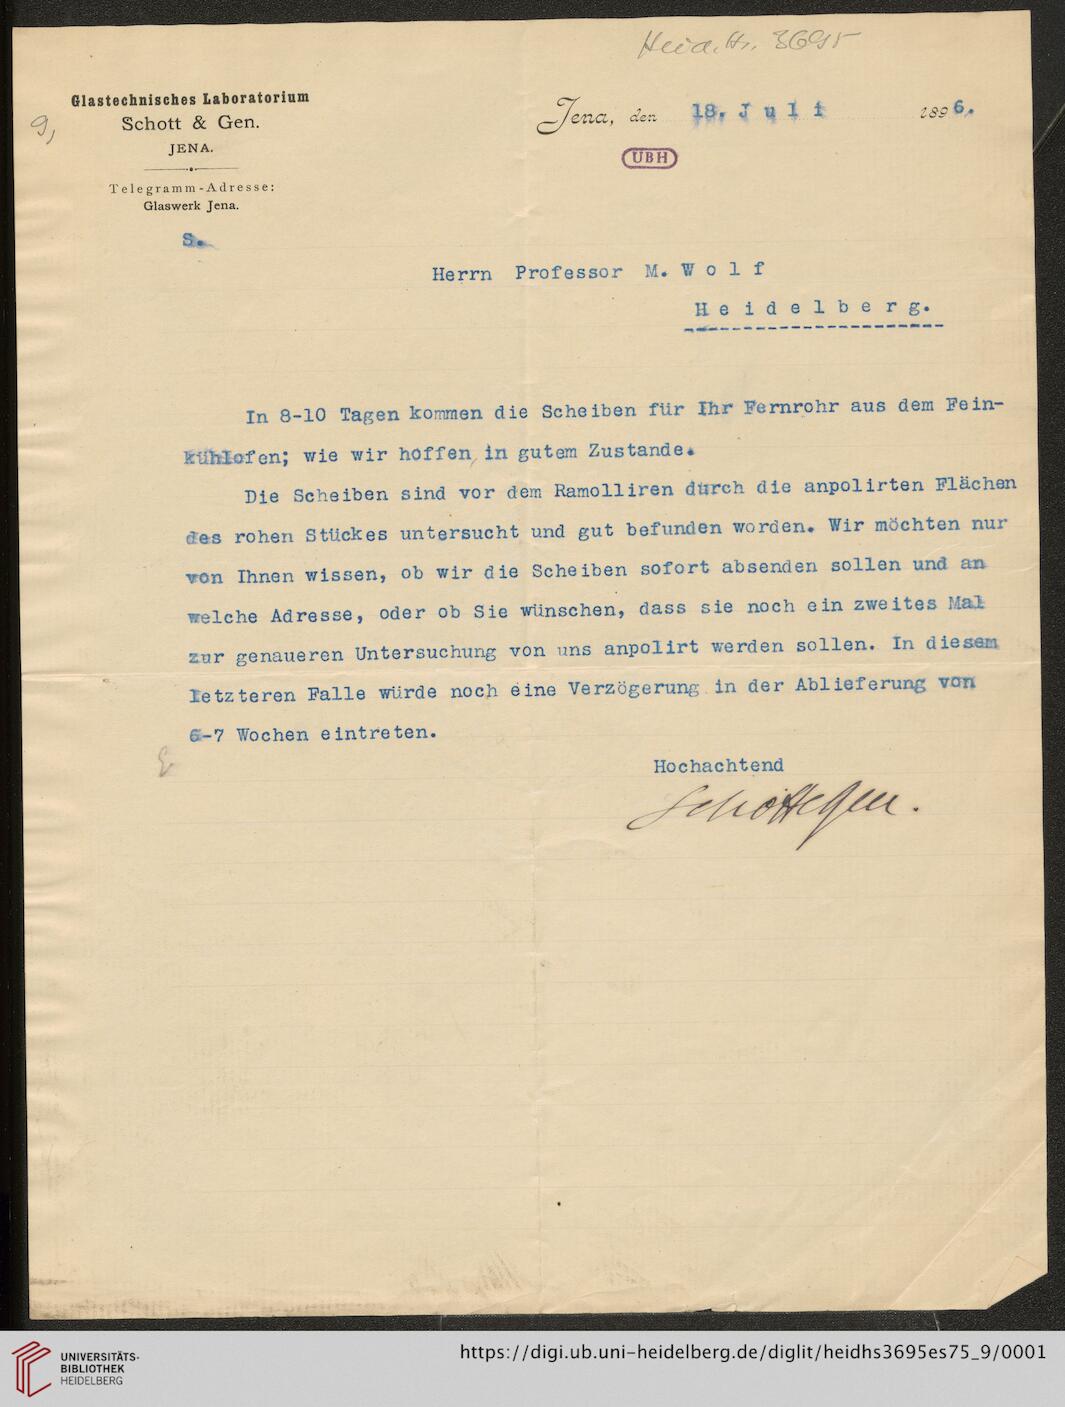 Heid. Hs. 3695
9,
Glastechnisches Laboratorium
Schott & Gen.
JENA.
Telegramm-Adresse:
Glaswerk Jena.
Jena, den 18. Juli 1896.
UBH
S.
Herrn Professor M. Wolf
Heidelberg.
In 8-10 Tagen kommen die Scheiben für Ihr Fernrohr aus dem Fein-
kühlofen; wie wir hoffen, in gutem Zustande.
Die Scheiben sind vor dem Ramolliren durch die anpolirten Flächen
des rohen Stückes untersucht und gut befunden worden. Wir möchten nur
von Ihnen wissen, ob wir die Scheiben sofort absenden sollen und an
welche Adresse, oder ob Sie wünschen, dass sie noch ein zweites Mal
zur genaueren Untersuchung von uns anpolirt werden sollen. In diesem
letzteren Falle würde noch eine Verzögerung in der Ablieferung von
6-7 Wochen eintreten.
Hochachtend
Schott & Gen.
UNIVERSITÄTS-
BIBLIOTHEK
HEIDELBERG
https://digi.ub.uni-heidelberg.de/diglit/heidhs3695es75_9/0001